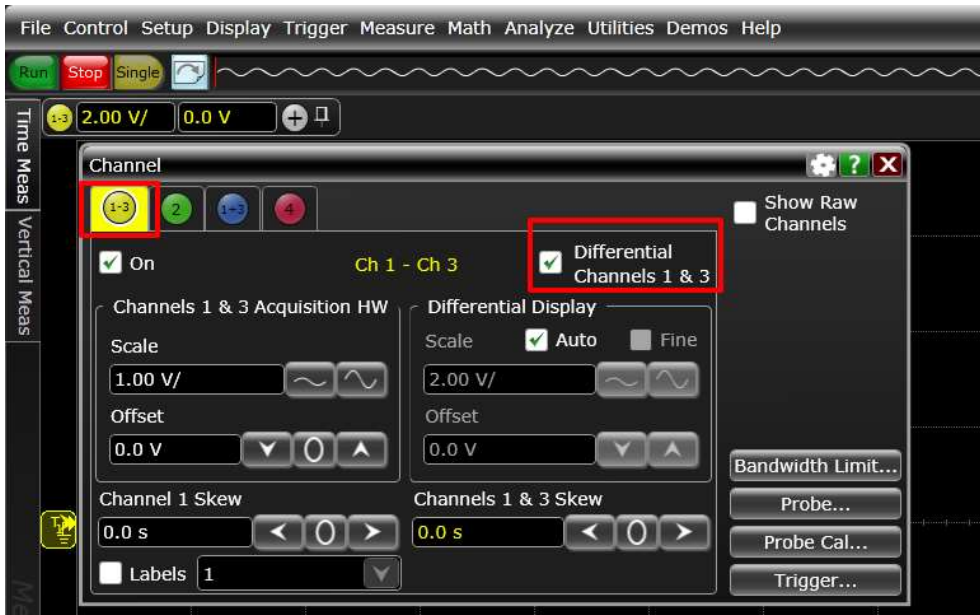 File Control Setup Display Trigger Measure Math Analyze Utilities Demos Help
Run Stop Single
Time Meas
Vertical Meas
1-3 2.00 V/ 0.0 V
Channel
?
X
1-3 2 1+3 4
Show Raw
Channels
On
Ch 1 - Ch 3
Differential
Channels 1 & 3
Channels 1 & 3 Acquisition HW
Scale
1.00 V/
Offset
0.0 V
Differential Display
Scale Auto Fine
2.00 V/
Offset
0.0 V
Channel 1 Skew
0.0 s
Channels 1 & 3 Skew
0.0 s
Labels 1
Bandwidth Limit...
Probe...
Probe Cal...
Trigger...